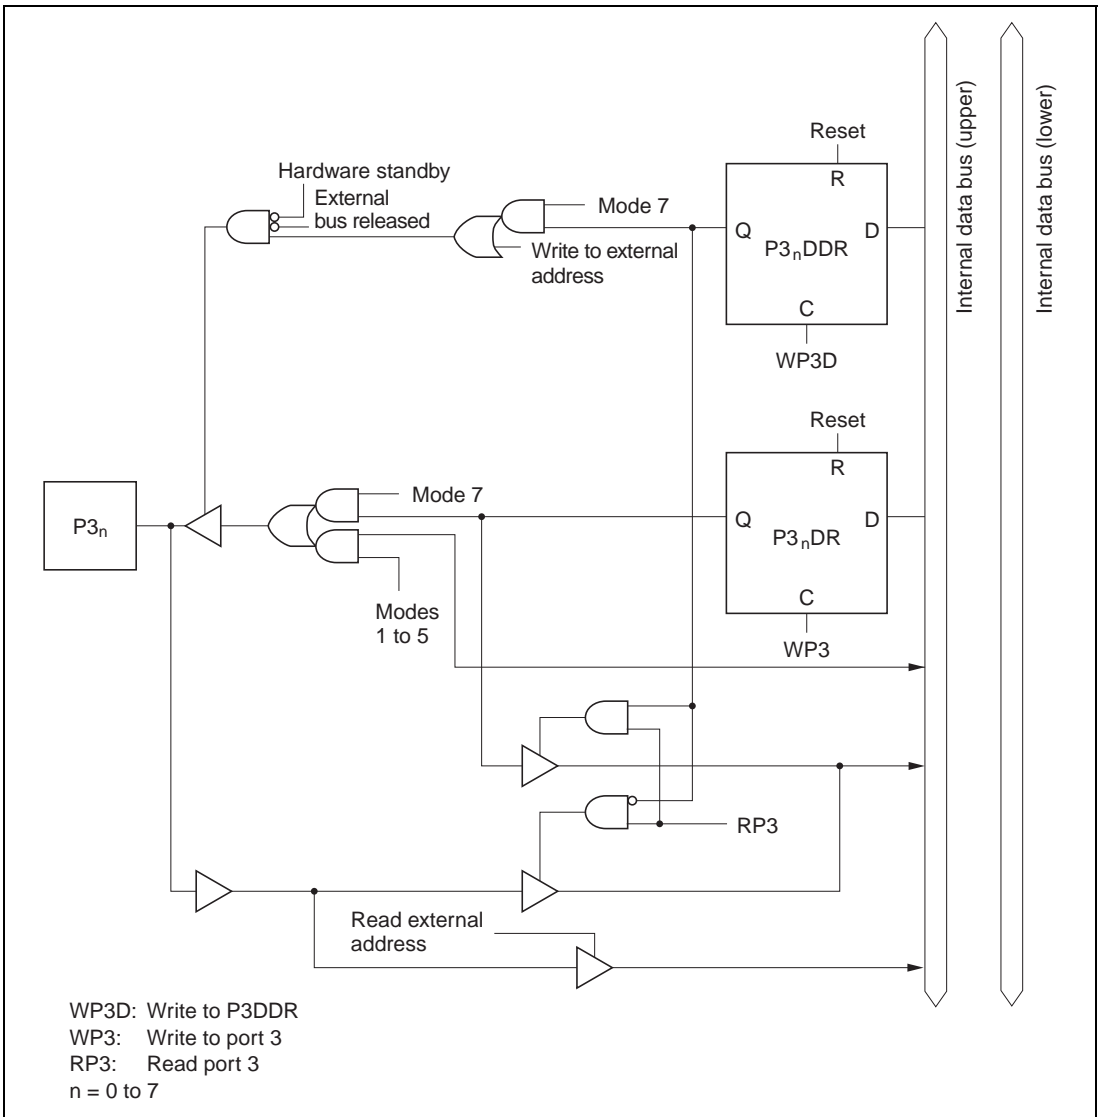 Reset
R
Hardware standby
External
bus released
Mode 7
Q
D
P3nDDR
Write to external
address
C
WP3D
Internal data bus (upper)
Internal data bus (lower)
Reset
R
Mode 7
P3n
Q
D
P3nDR
C
Modes
1 to 5
WP3
RP3
Read external
address
WP3D: Write to P3DDR
WP3: Write to port 3
RP3: Read port 3
n = 0 to 7